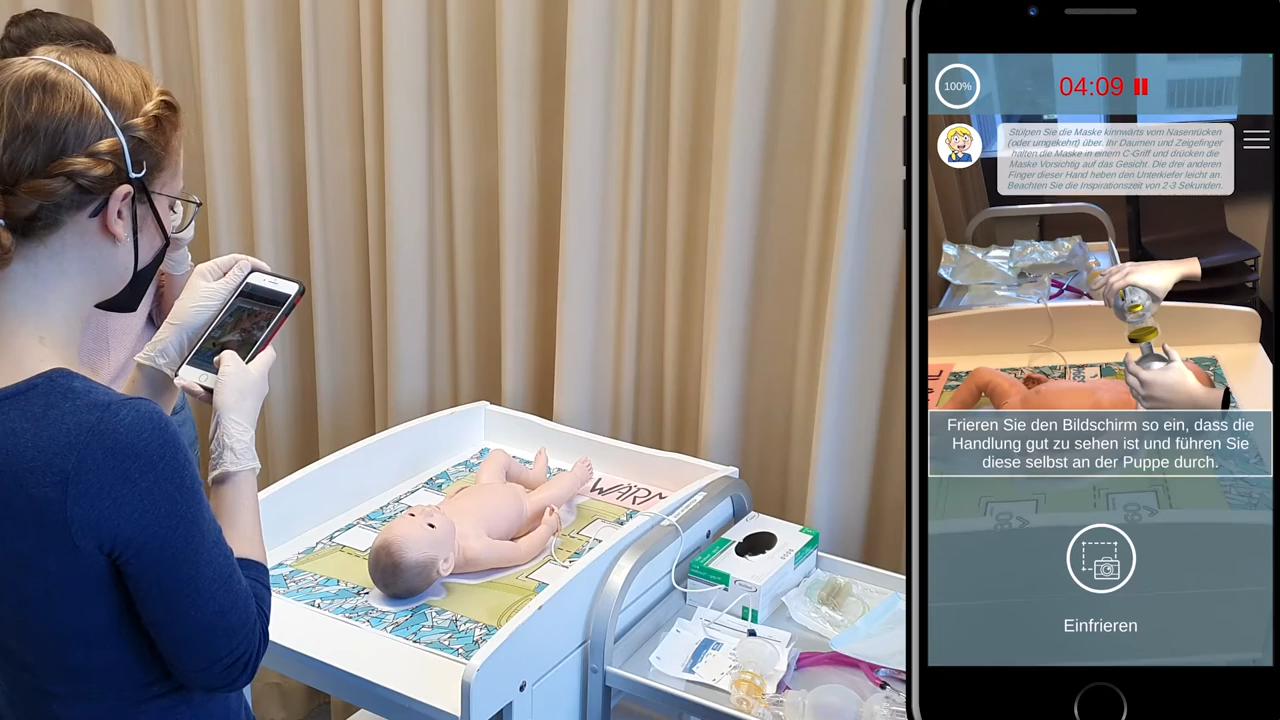 100%
04:09
Stülpen Sie die Maske kinnwärts vom Nasenrücken
(oder umgekehrt) über. Ihr Daumen und Zeigefinger
halten die Maske in einem C-Griff und drücken die
Maske Vorsichtig auf das Gesicht. Die drei anderen
Finger dieser Hand heben den Unterkiefer leicht an.
Beachten Sie die Inspirationszeit von 2-3 Sekunden.
Frieren Sie den Bildschirm so ein, dass die
Handlung gut zu sehen ist und führen Sie
diese selbst an der Puppe durch.
Einfrieren
WÄRM